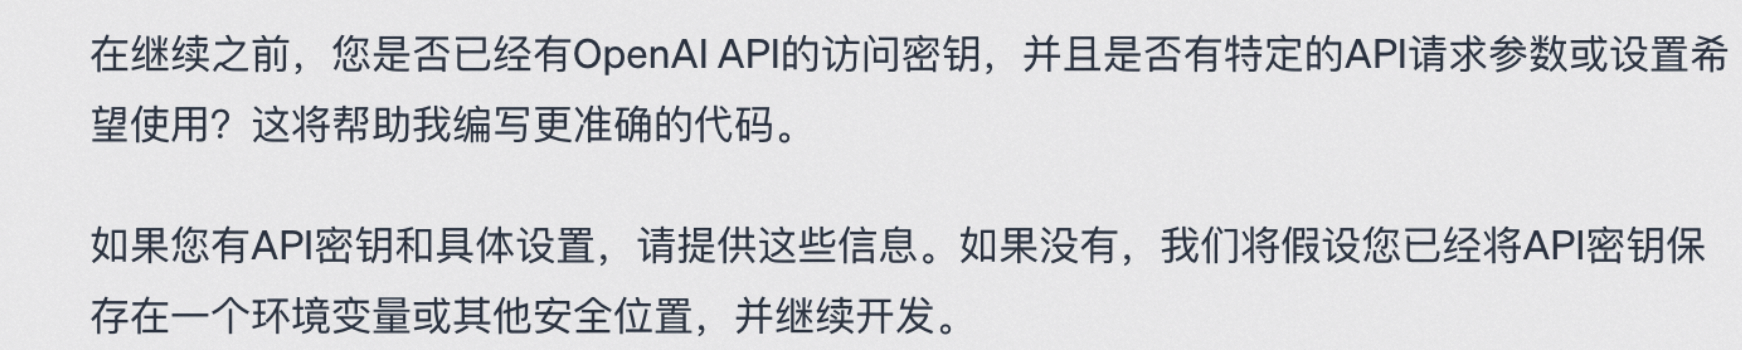 在继续之前，您是否已经有OpenAI API的访问密钥，并且是否有特定的API请求参数或设置希
望使用？这将帮助我编写更准确的代码。
如果您有API密钥和具体设置，请提供这些信息。如果没有，我们将假设您已经将API密钥保
存在一个环境变量或其他安全位置，并继续开发。